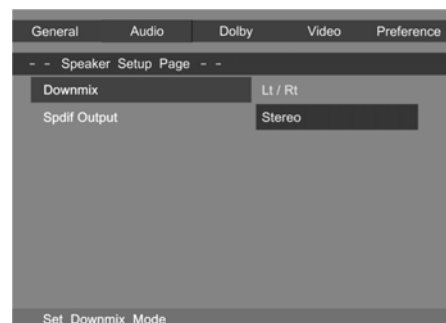 General Audio Dolby Video Preference
- - Speaker Setup Page - -
Downmix Lt / Rt
Spdif Output Stereo
Set Downmix Mode